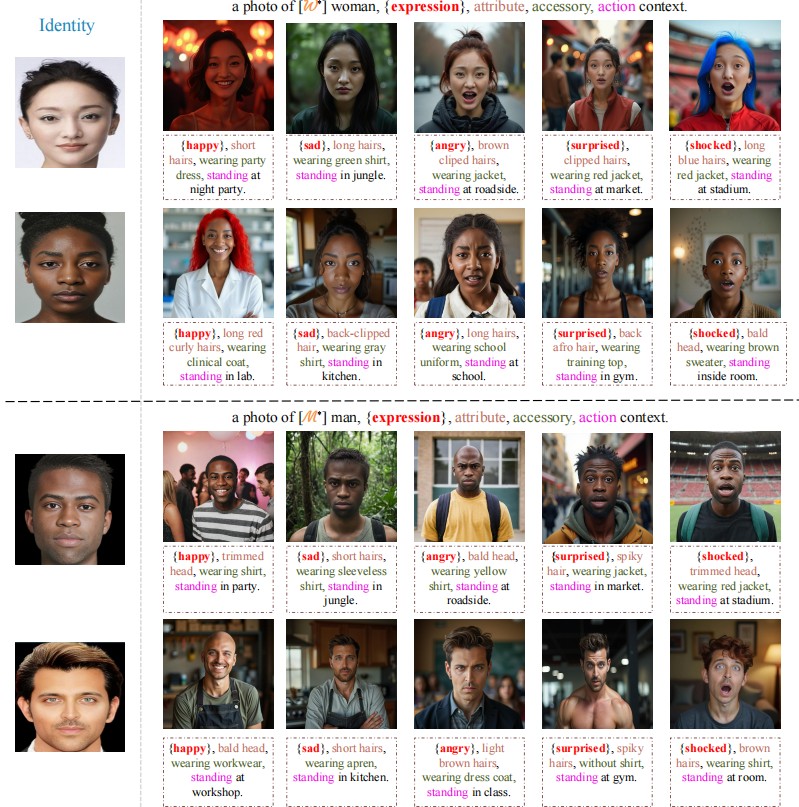 a photo of [W*] woman, {expression}, attribute, accessory, action context.
Identity
{happy}, short
hairs, wearing party
dress, standing at
night party.
{sad}, long hairs,
wearing green shirt,
standing in jungle.
{angry}, brown
cliped hairs,
wearing jacket,
standing at roadside.
{surprised},
clipped hairs,
wearing red jacket,
standing at market.
{shocked}, long
blue hairs, wearing
red jacket, standing
at stadium.
{happy}, long red
curly hairs, wearing
clinical coat,
standing in lab.
{sad}, back-clipped
hair, wearing gray
shirt, standing in
kitchen.
{angry}, long hairs,
wearing school
uniform, standing at
school.
{surprised}, back
afro hair, wearing
training top,
standing in gym.
{shocked}, bald
head, wearing brown
sweater, standing
inside room.
a photo of [M*] man, {expression}, attribute, accessory, action context.
{happy}, trimmed
head, wearing shirt,
standing in party.
{sad}, short hairs,
wearing sleeveless
shirt, standing in
jungle.
{angry}, bald head,
wearing yellow
shirt, standing at
roadside.
{surprised}, spiky
hair, wearing jacket,
standing in market.
{shocked},
trimmed head,
wearing red jacket,
standing at stadium.
{happy}, bald head,
wearing workwear,
standing at
workshop.
{sad}, short hairs,
wearing apren,
standing in kitchen.
{angry}, light
brown hairs,
wearing dress coat,
standing in class.
{surprised}, spiky
hairs, without shirt,
standing at gym.
{shocked}, brown
hairs, wearing shirt,
standing at room.